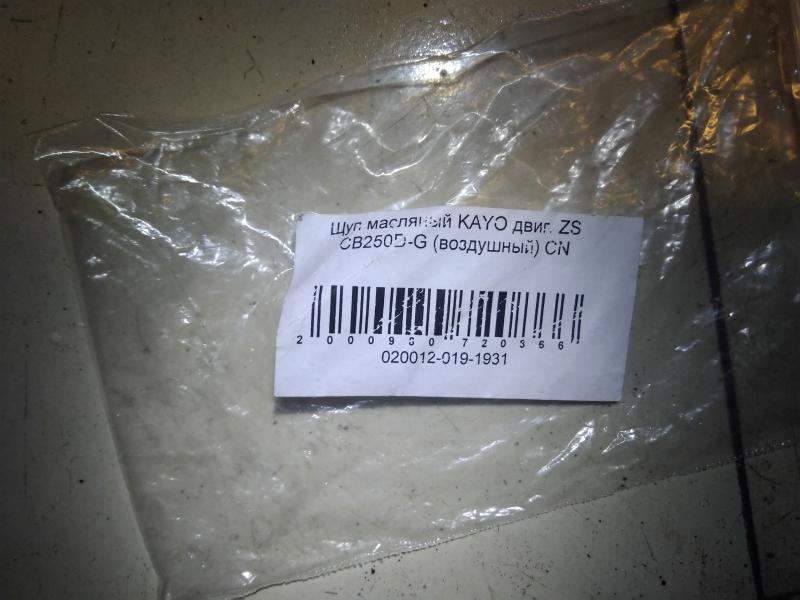 Щуп масляный KAYO двиг. ZS
CB250D-G (воздушный) CN
2000980720366
020012-019-1931